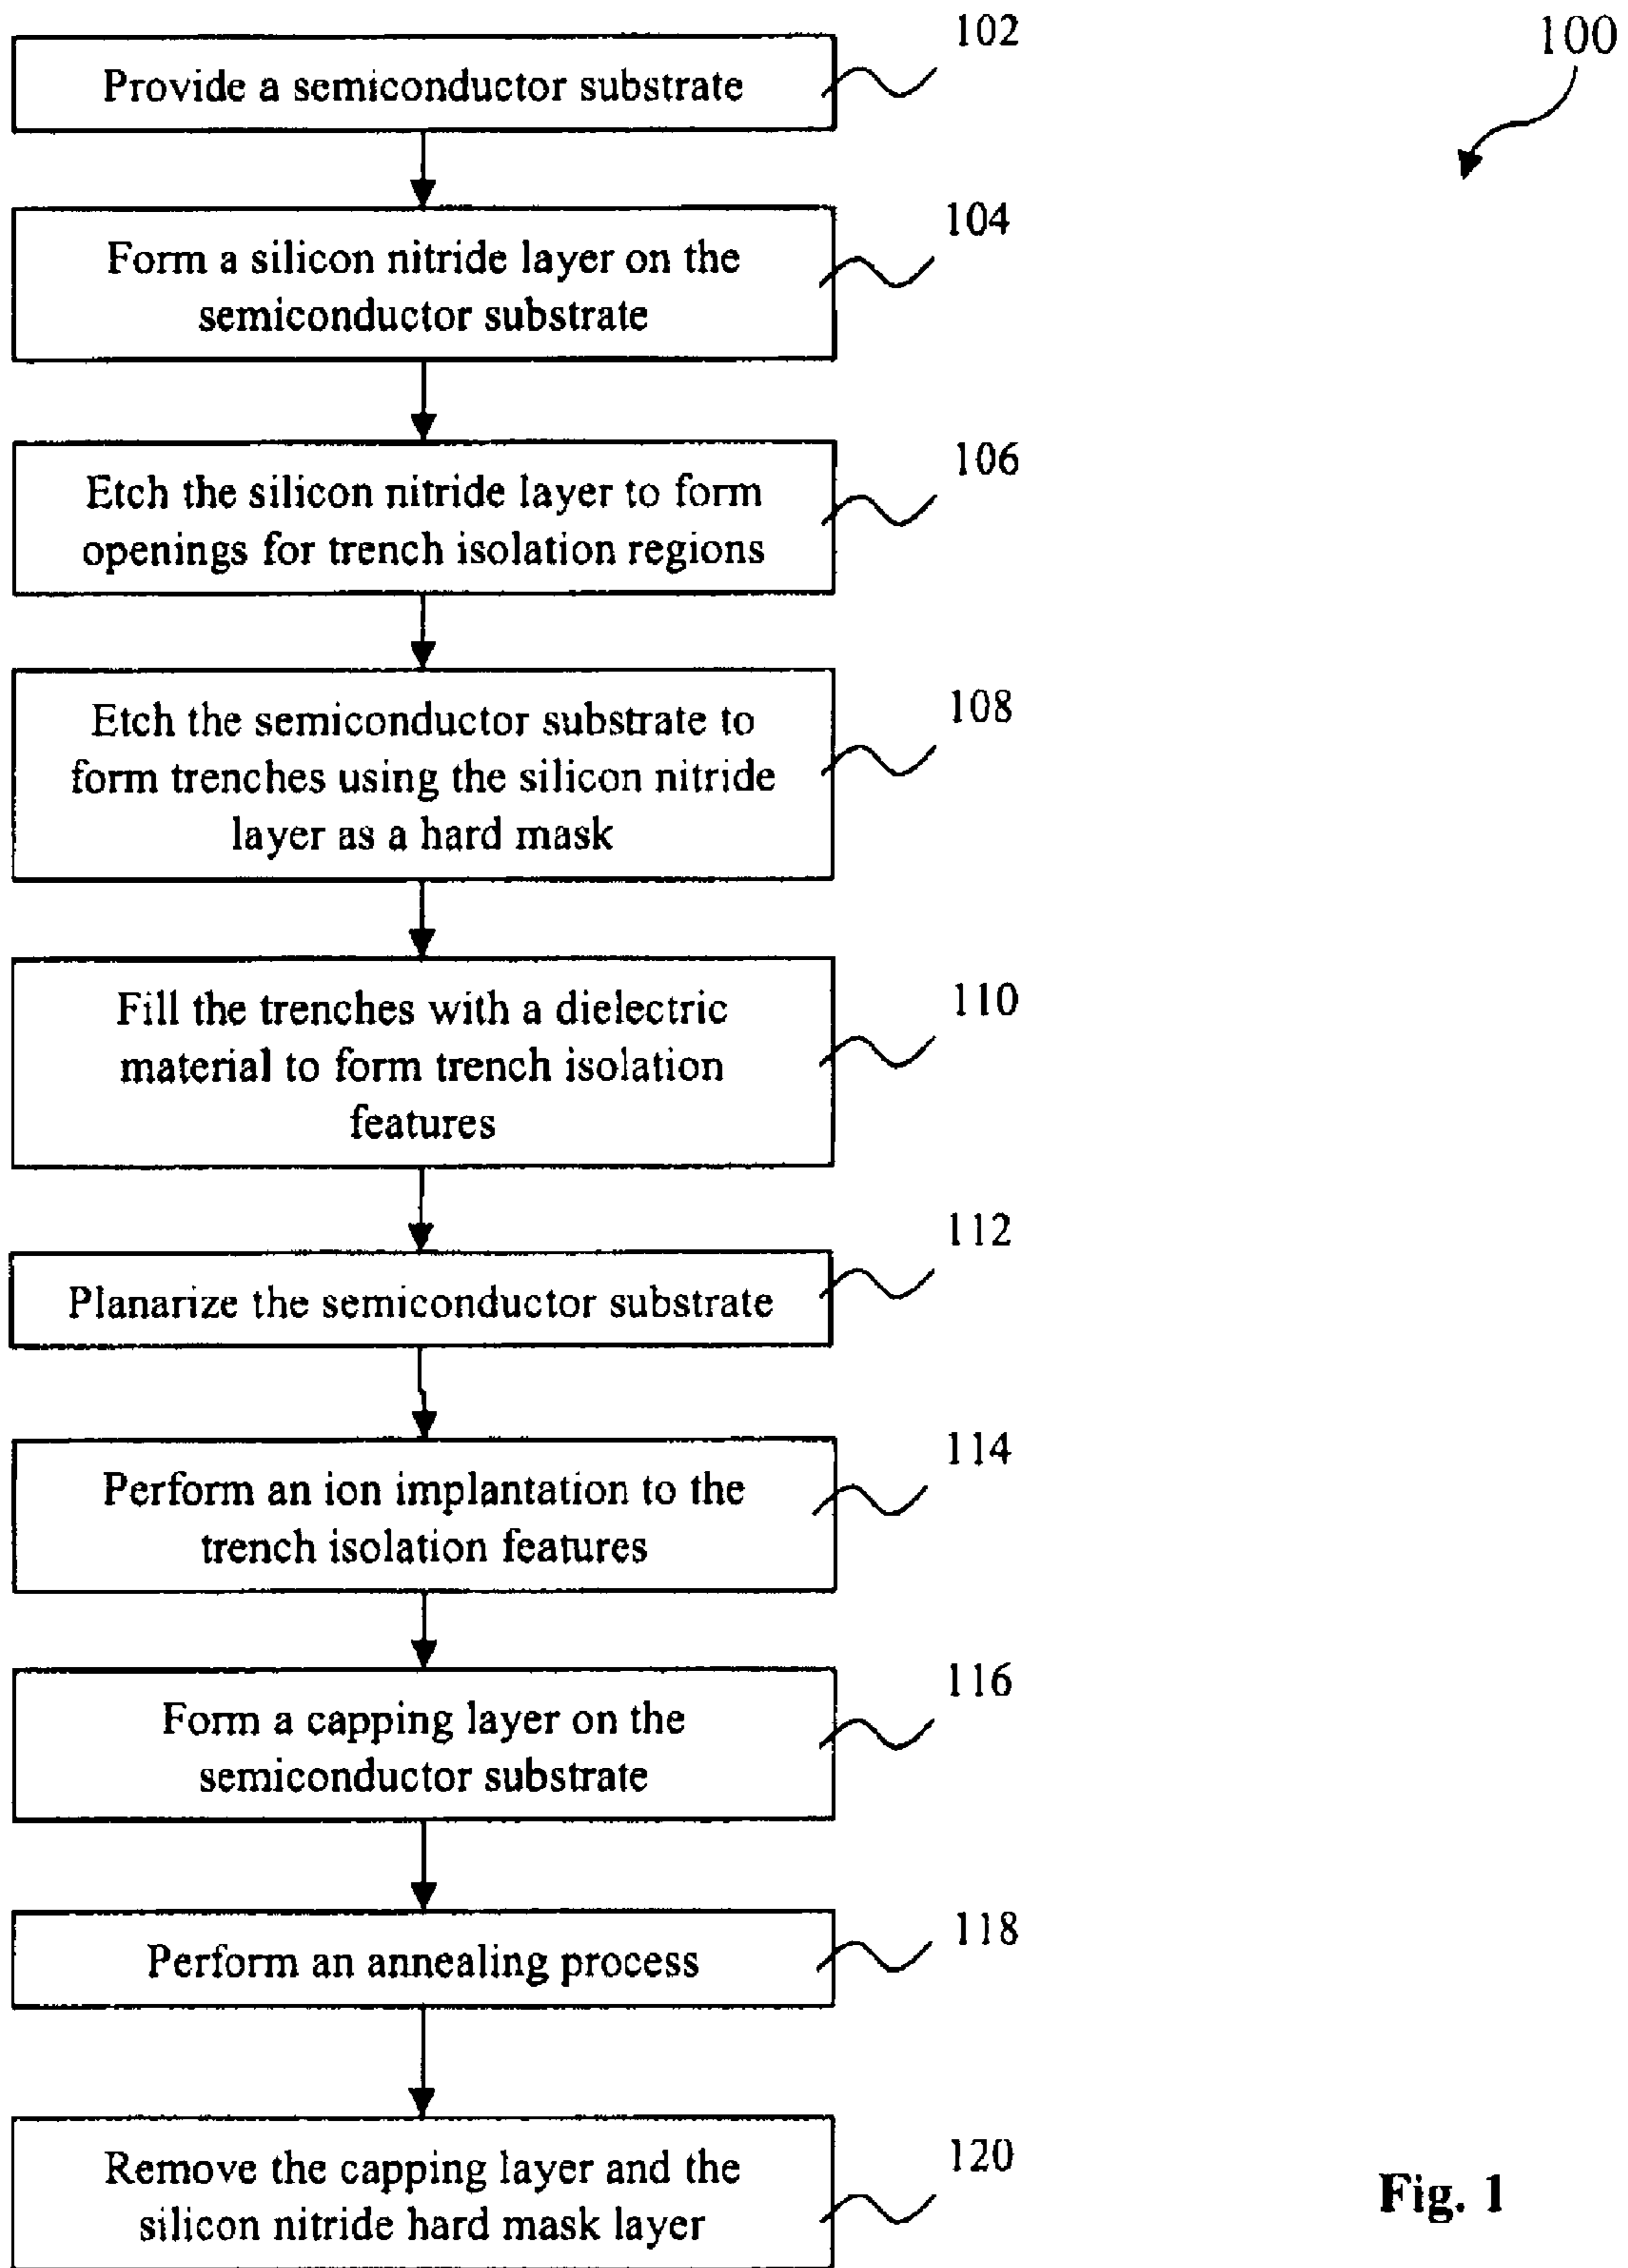 100
102
Provide a semiconductor substrate
104
Form a silicon nitride layer on the
semiconductor substrate
106
Etch the silicon nitride layer to form
openings for trench isolation regions
108
Etch the semiconductor substrate to
form trenches using the silicon nitride
layer as a hard mask
110
Fill the trenches with a dielectric
material to form trench isolation
features
112
Planarize the semiconductor substrate
114
Perform an ion implantation to the
trench isolation features
116
Form a capping layer on the
semiconductor substrate
118
Perform an annealing process
120
Remove the capping layer and the
silicon nitride hard mask layer
Fig. 1